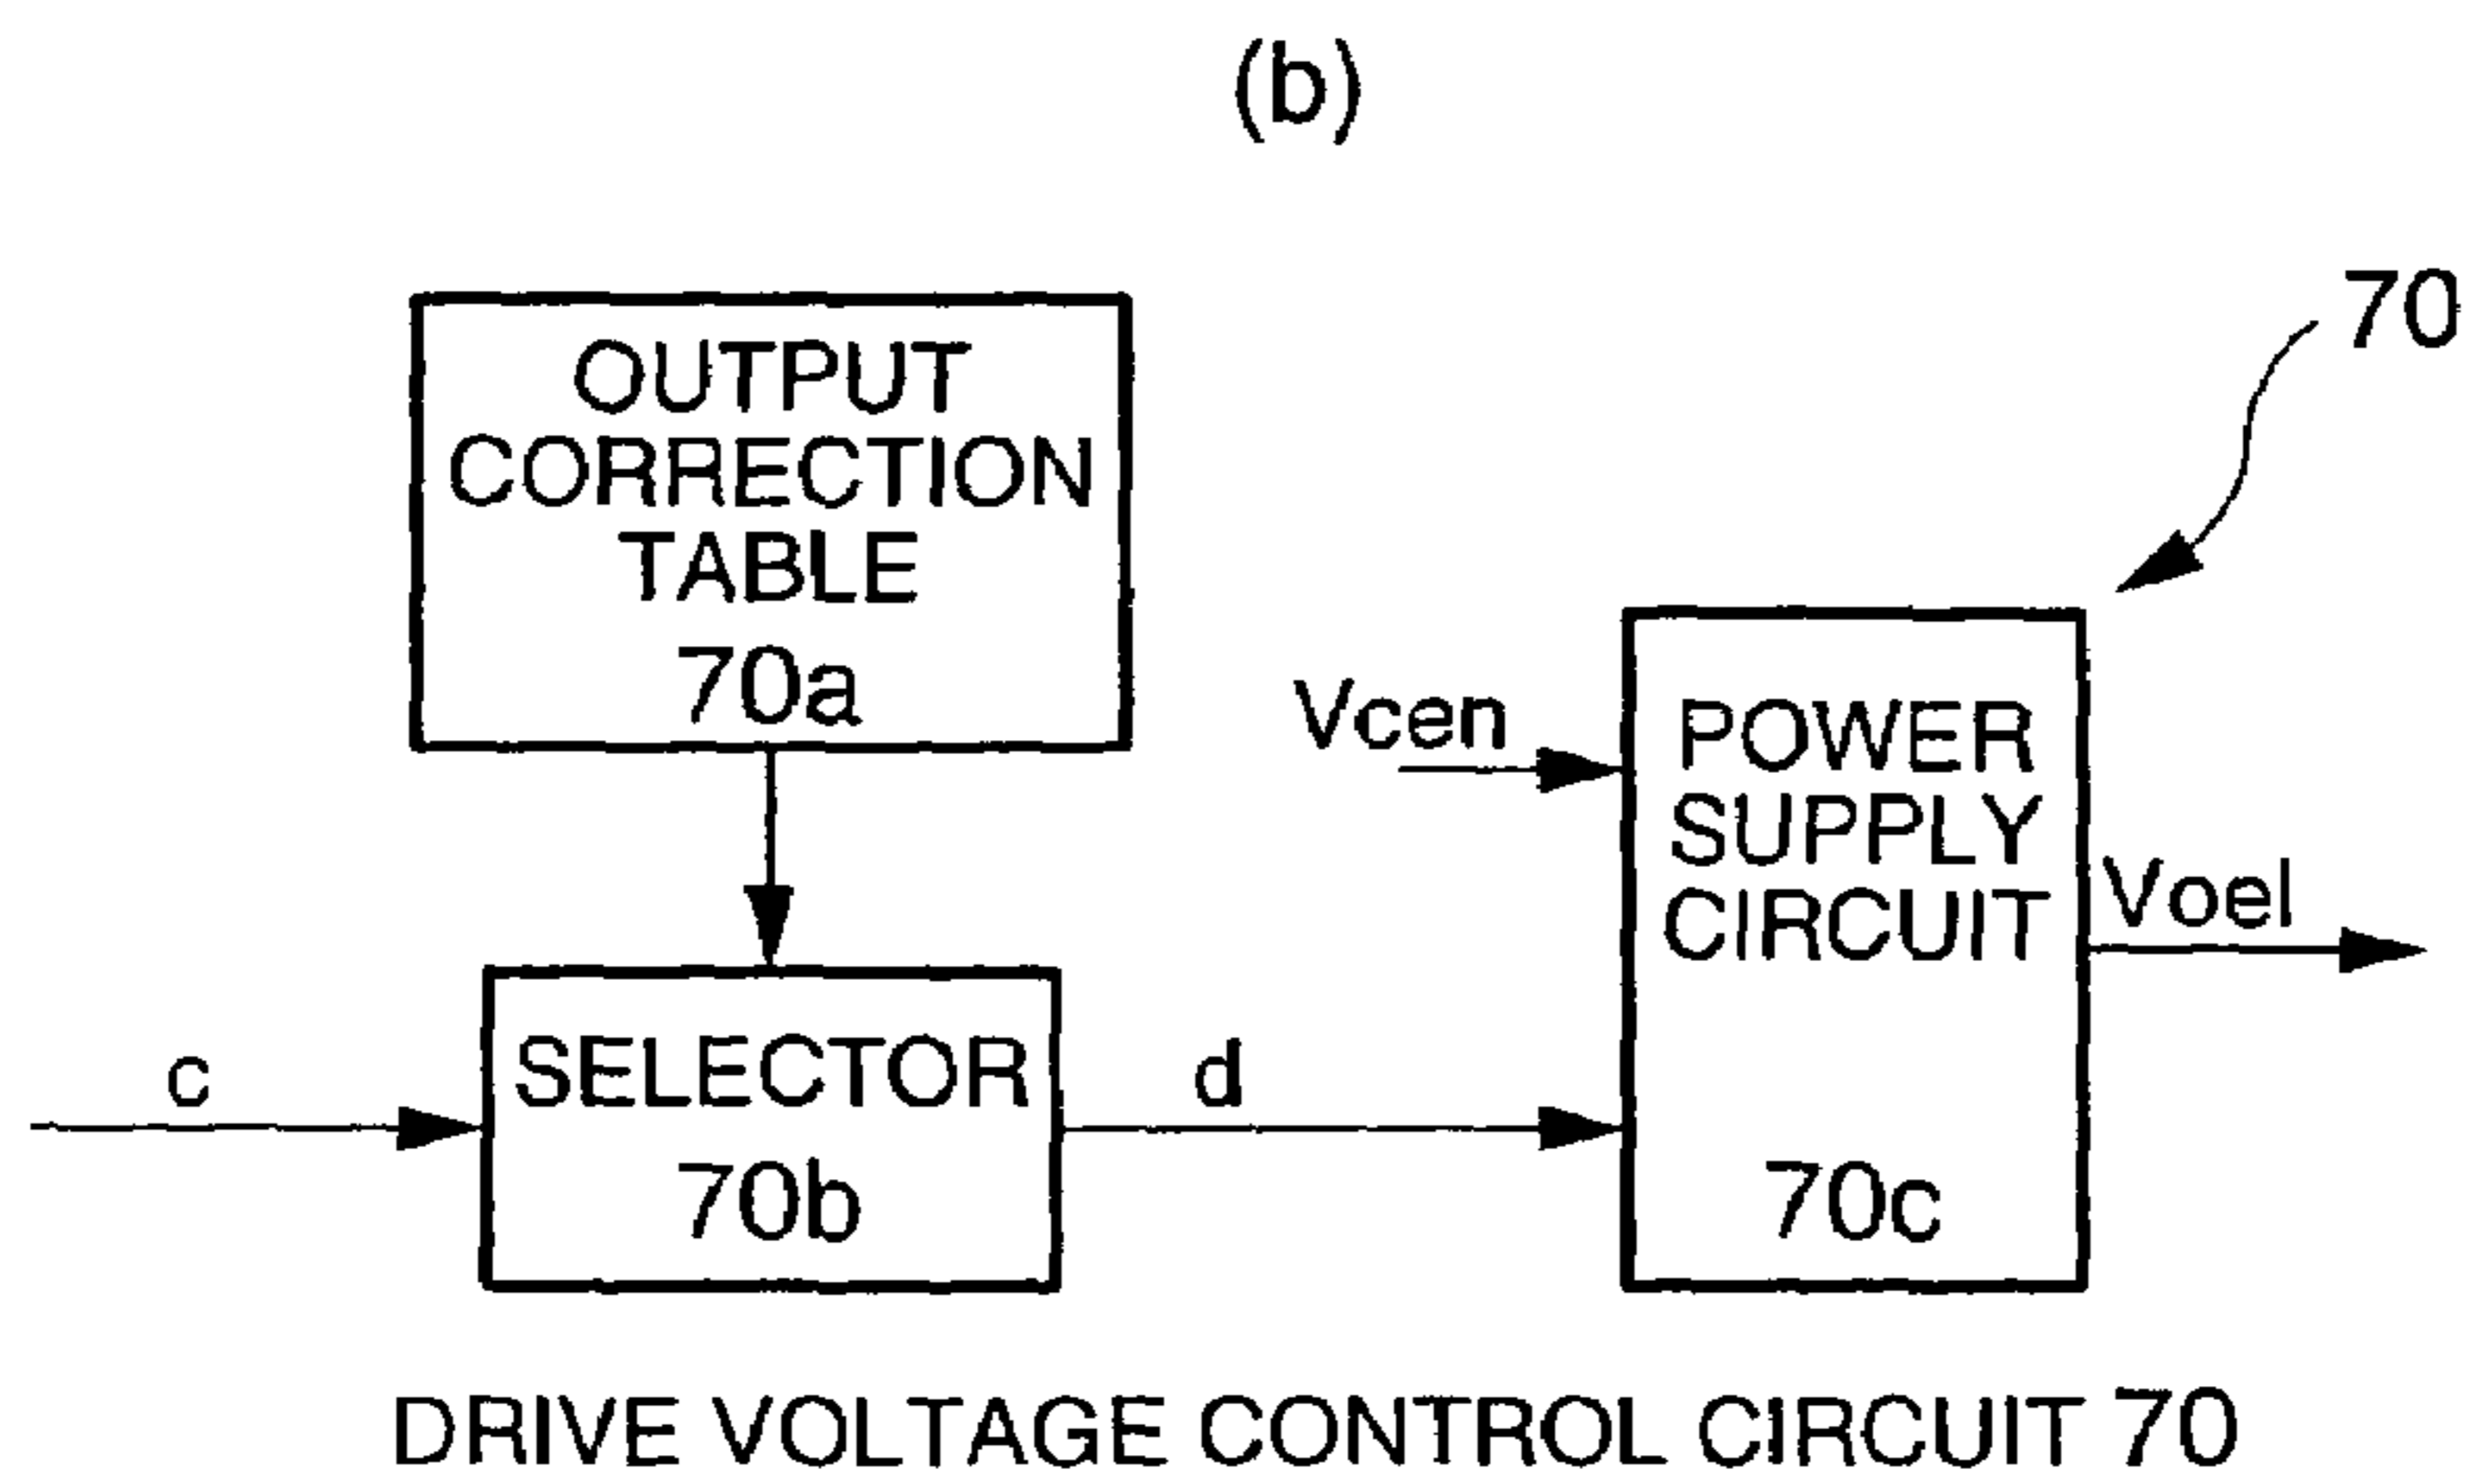 (b)
70
OUTPUT
CORRECTION
TABLE
70a
Vcen
POWER
SUPPLY
CIRCUIT
70c
Voel
c
SELECTOR
70b
d
DRIVE VOLTAGE CONTROL CIRCUIT 70